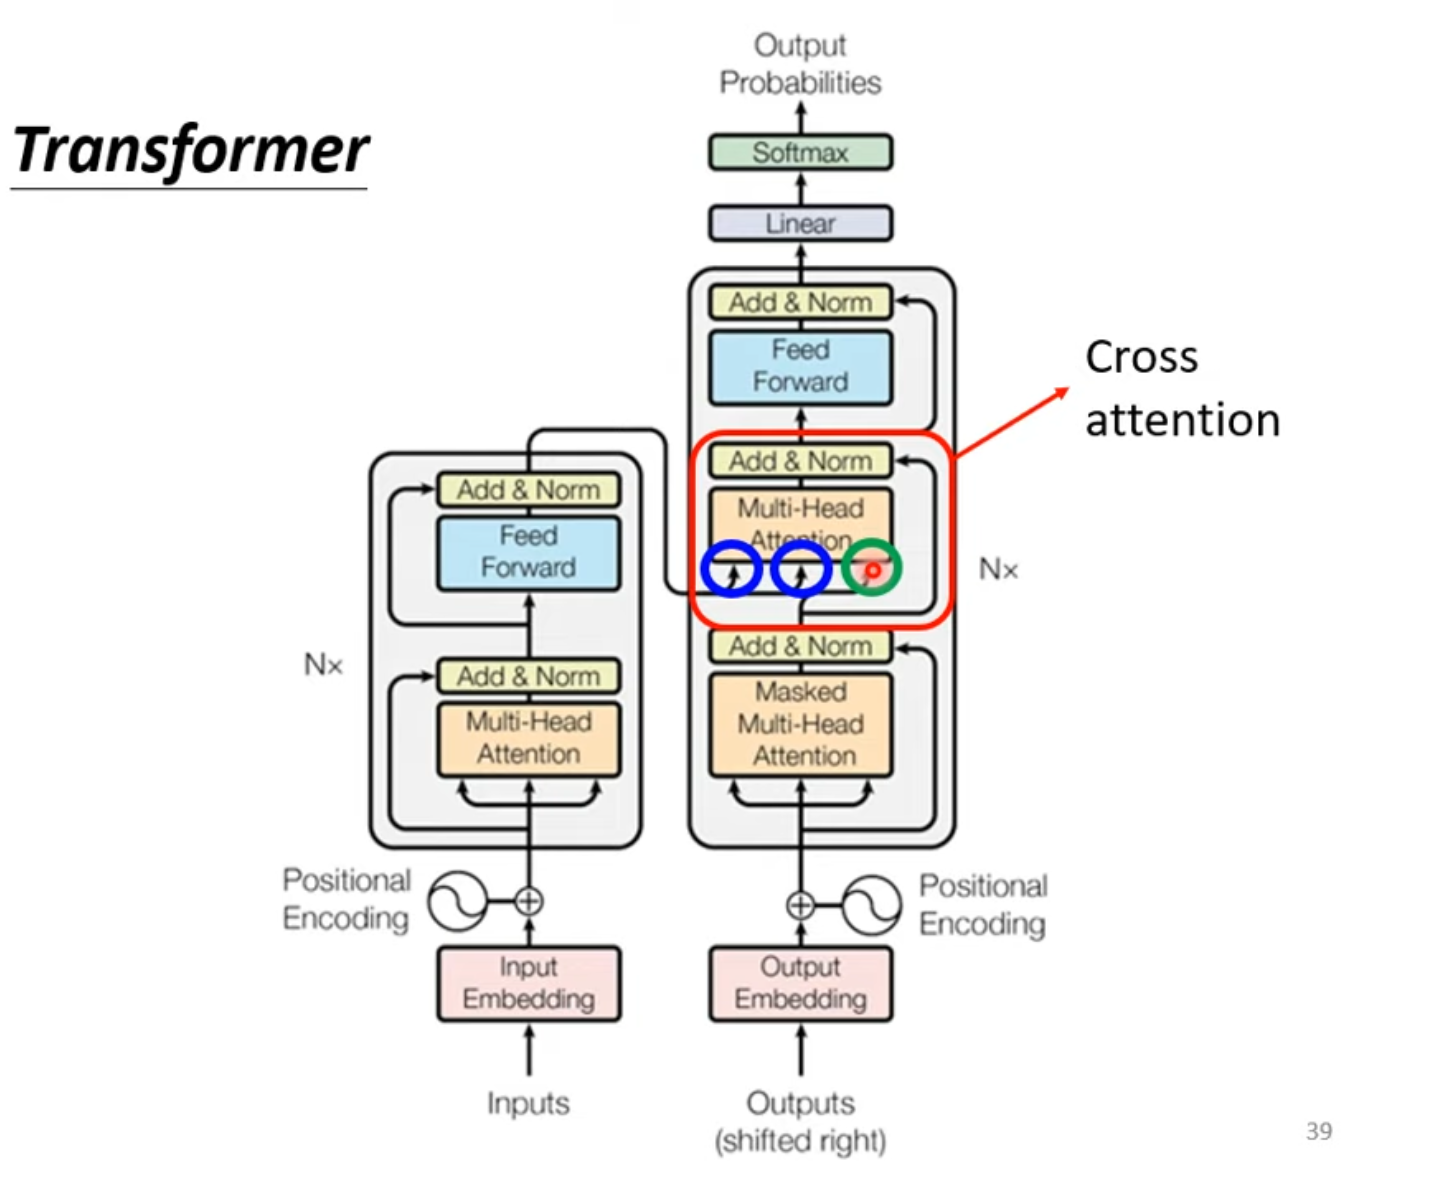 Transformer
Output
Probabilities
Softmax
Linear
Add & Norm
Feed
Forward
Add & Norm
Multi-Head
Attention
Cross
attention
Nx
Add & Norm
Masked
Multi-Head
Attention
Add & Norm
Feed
Forward
Nx
Add & Norm
Multi-Head
Attention
Positional
Encoding
Positional
Encoding
Input
Embedding
Output
Embedding
Inputs
Outputs
(shifted right)
39